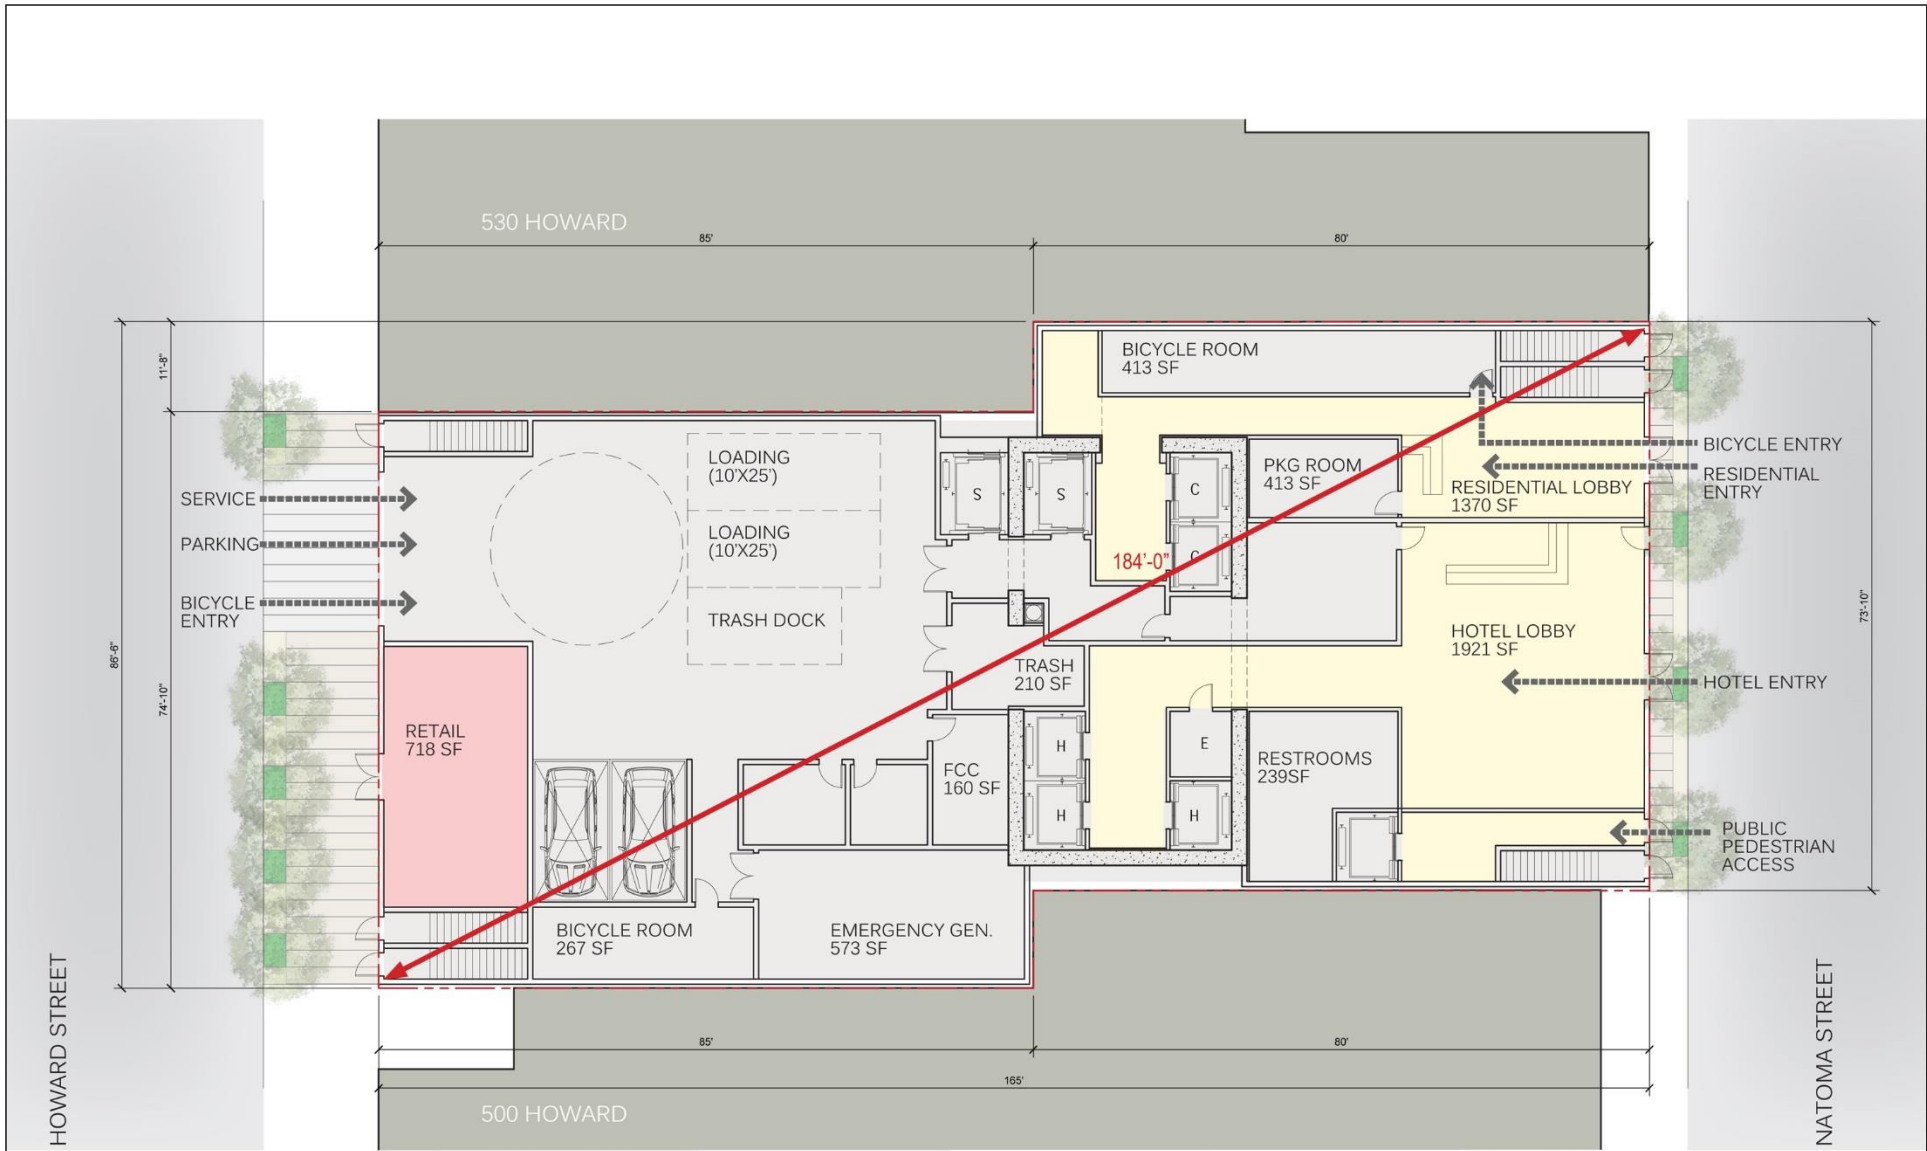 530 HOWARD
85'
80'
11'-8"
86'-6"
74'-10"
73'-10"
BICYCLE ROOM
413 SF
LOADING
(10'X25')
LOADING
(10'X25')
TRASH DOCK
S
S
C
C
PKG ROOM
413 SF
RESIDENTIAL LOBBY
1370 SF
BICYCLE ENTRY
RESIDENTIAL
ENTRY
SERVICE
PARKING
BICYCLE
ENTRY
184'-0"
HOTEL LOBBY
1921 SF
HOTEL ENTRY
TRASH
210 SF
RETAIL
718 SF
FCC
160 SF
H
H
E
H
RESTROOMS
239SF
PUBLIC
PEDESTRIAN
ACCESS
BICYCLE ROOM
267 SF
EMERGENCY GEN.
573 SF
85'
80'
165'
500 HOWARD
HOWARD STREET
NATOMA STREET